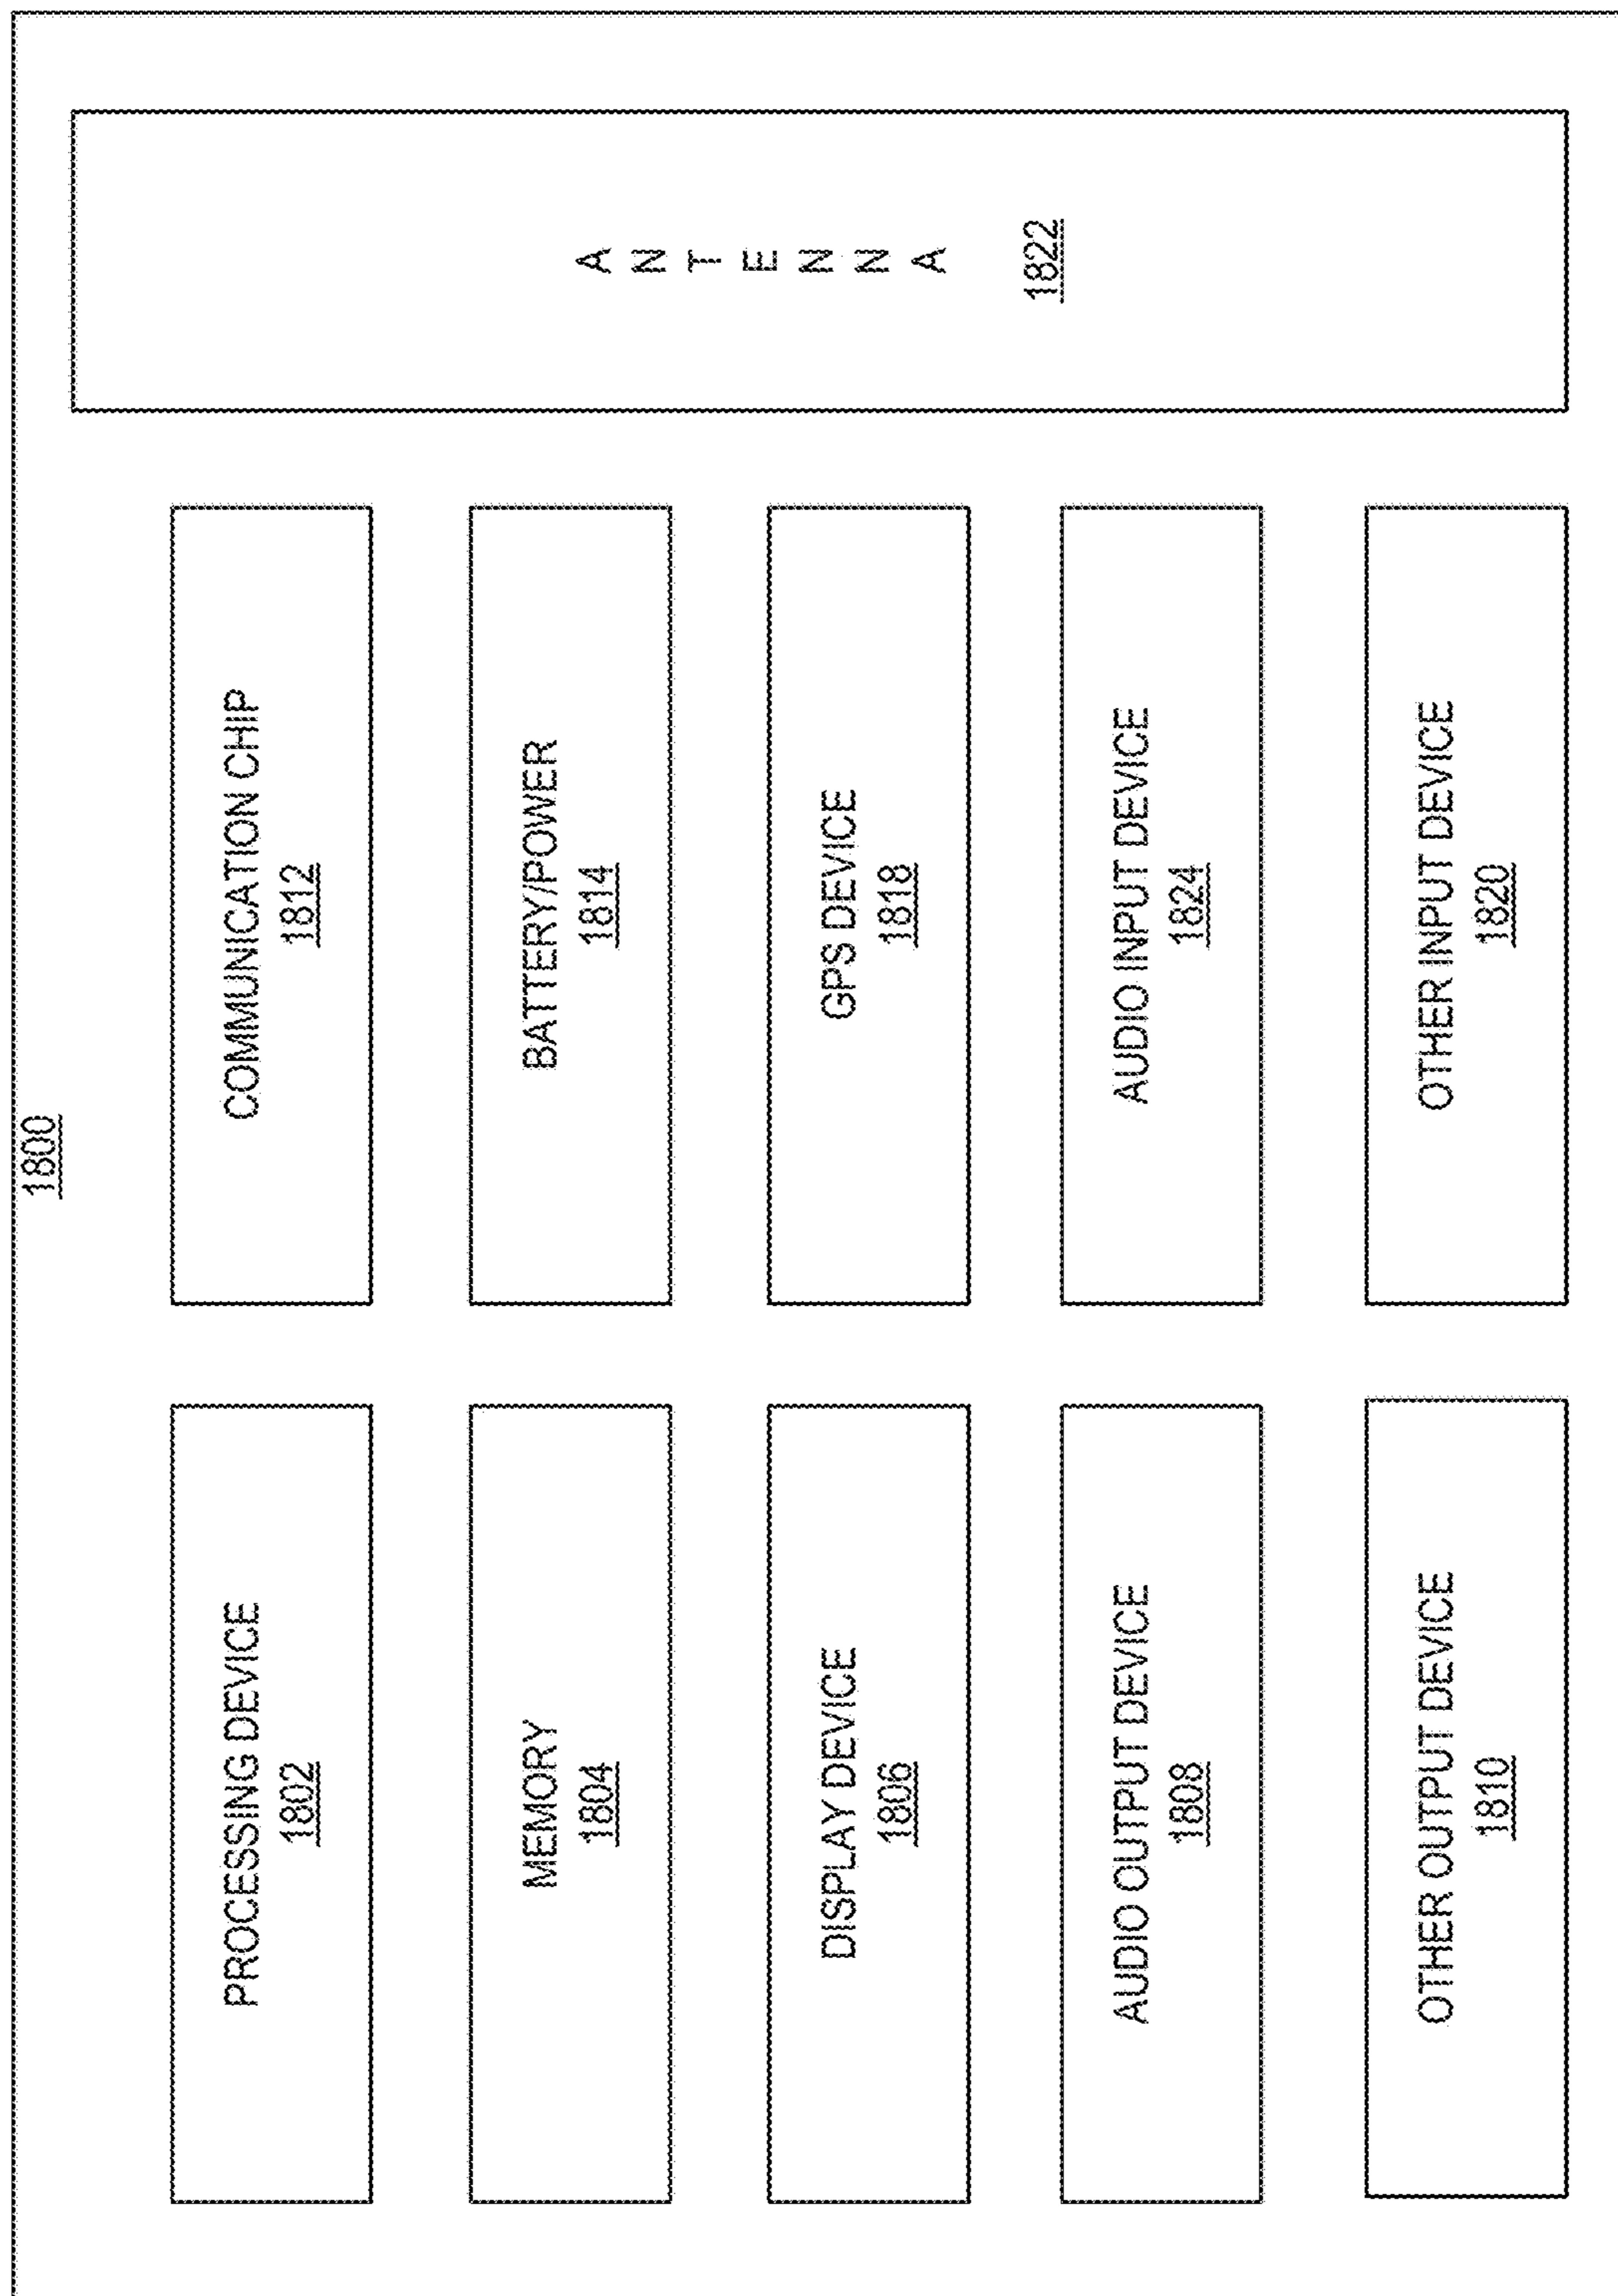 1800
PROCESSING DEVICE
1802
COMMUNICATION CHIP
1812
MEMORY
1804
BATTERY/POWER
1814
DISPLAY DEVICE
1806
GPS DEVICE
1818
AUDIO OUTPUT DEVICE
1808
AUDIO INPUT DEVICE
1824
OTHER OUTPUT DEVICE
1810
OTHER INPUT DEVICE
1820
A
N
T
E
N
N
A
1822